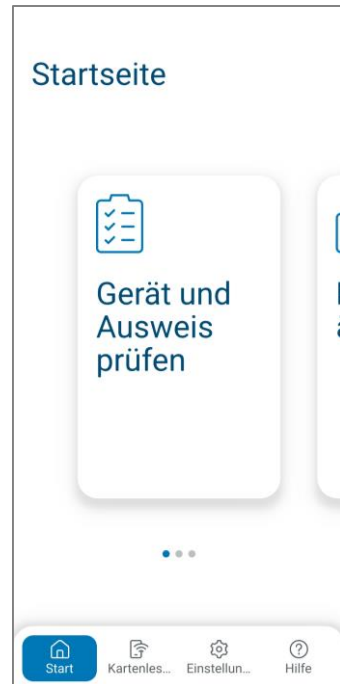 Startseite
Gerät und
Ausweis
prüfen
Start
Kartenles...
Einstellun...
Hilfe